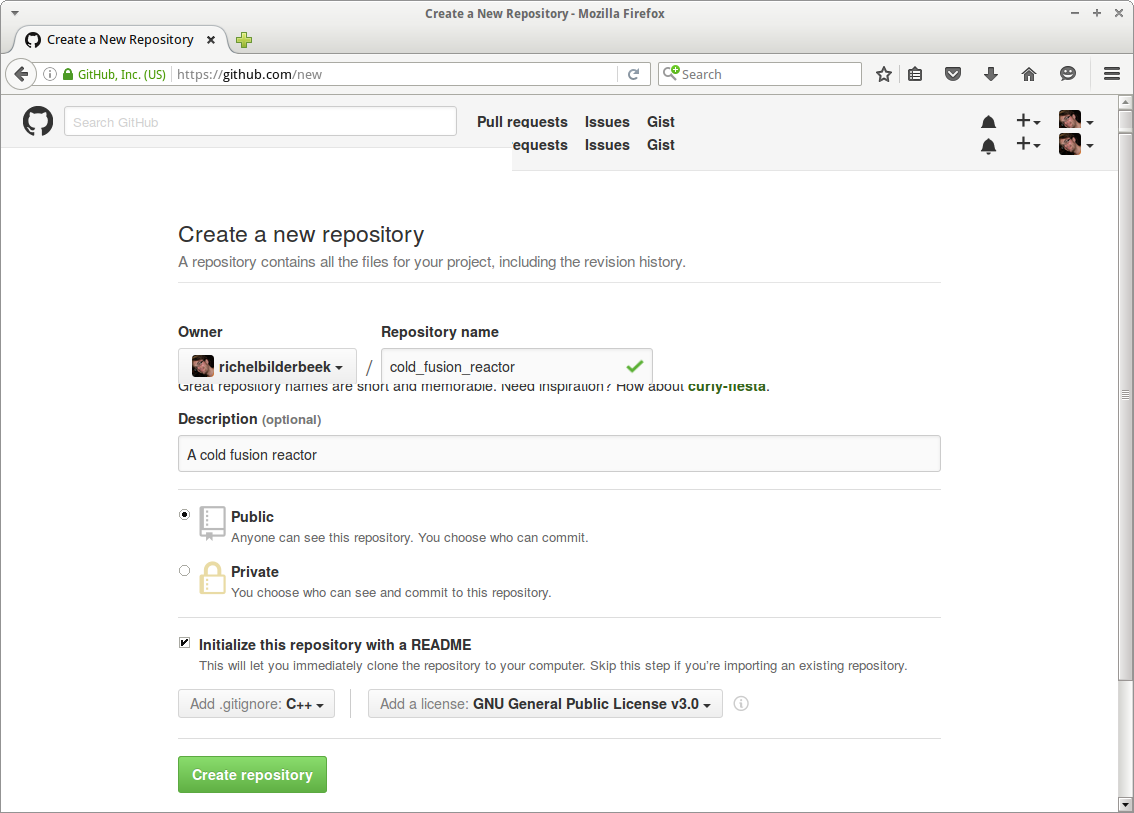 Create a New Repository - Mozilla Firefox
Create a New Repository
GitHub, Inc. (US) https://github.com/new Search
Search GitHub Pull requests Issues Gist
requests Issues Gist
Create a new repository
A repository contains all the files for your project, including the revision history.
Owner Repository name
richelbilderbeek / cold_fusion_reactor
Great repository names are short and memorable. Need inspiration? How about curly-fiesta.
Description (optional)
A cold fusion reactor
Public
Anyone can see this repository. You choose who can commit.
Private
You choose who can see and commit to this repository.
Initialize this repository with a README
This will let you immediately clone the repository to your computer. Skip this step if you’re importing an existing repository.
Add .gitignore: C++ Add a license: GNU General Public License v3.0
Create repository